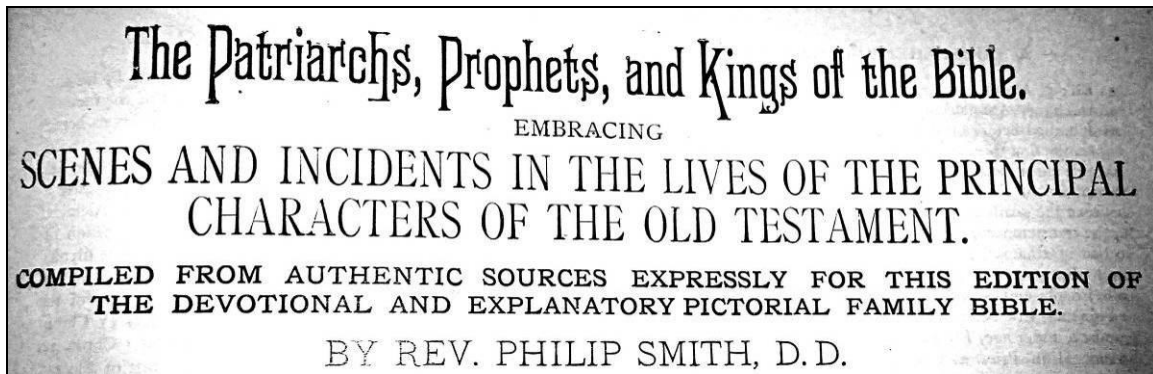 The Patriarchs, Prophets, and Kings of the Bible.
EMBRACING
SCENES AND INCIDENTS IN THE LIVES OF THE PRINCIPAL
CHARACTERS OF THE OLD TESTAMENT.
COMPILED FROM AUTHENTIC SOURCES EXPRESSLY FOR THIS EDITION OF
THE DEVOTIONAL AND EXPLANATORY PICTORIAL FAMILY BIBLE.
BY REV. PHILIP SMITH, D.D.